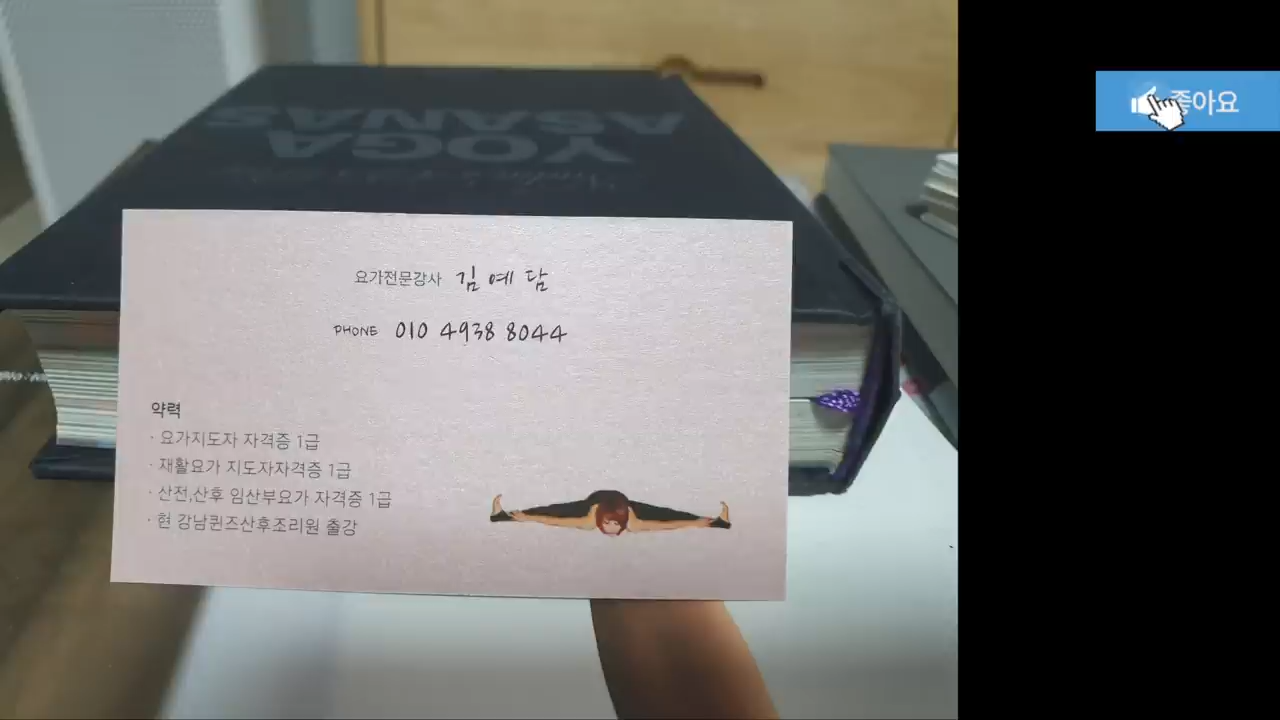 YOGA
ASANAS
요가전문강사 김예담
PHONE 010 4938 8044
약력
· 요가지도자 자격증 1급
· 재활요가 지도자자격증 1급
· 산전,산후 임산부요가 자격증 1급
· 현 강남퀸즈산후조리원 출강
좋아요